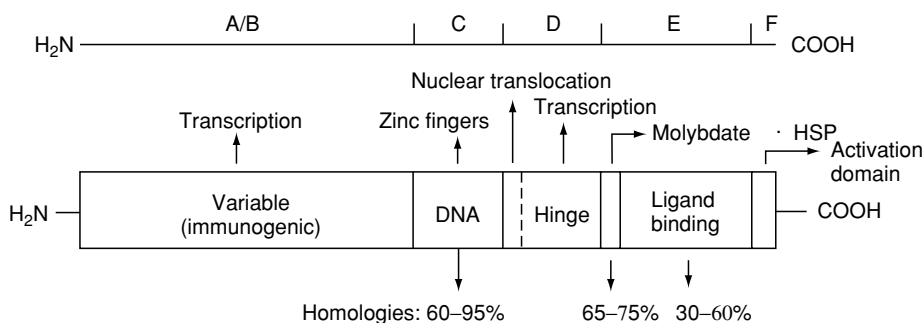 A/B C D E F
H2N COOH
Nuclear translocation
Transcription Zinc fingers Transcription Molybdate · HSP
Activation
domain
H2N Variable
(immunogenic) DNA Hinge Ligand
binding COOH
Homologies: 60–95% 65–75% 30–60%